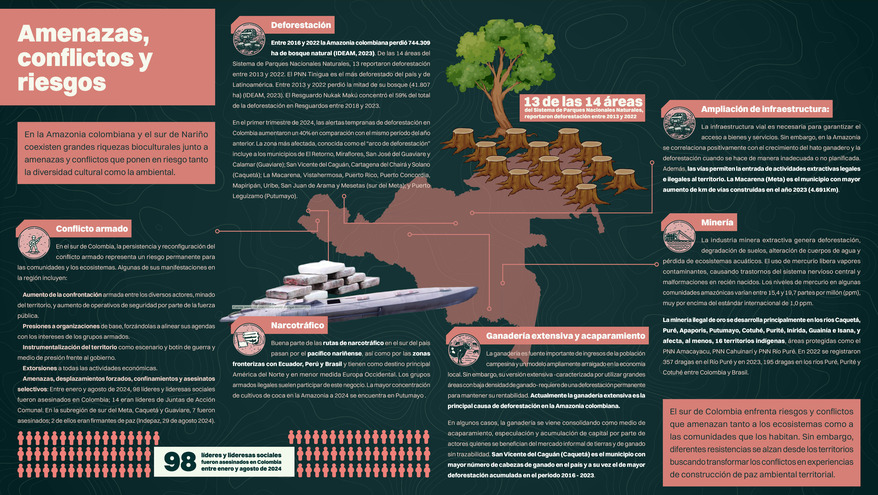 Amenazas,
conflictos y
riesgos
En la Amazonia colombiana y el sur de Nariño
coexisten grandes riquezas bioculturales junto a
amenazas y conflictos que ponen en riesgo tanto
la diversidad cultural como la ambiental.
Conflicto armado
En el sur de Colombia, la persistencia y reconfiguración del
conflicto armado representan un riesgo permanente para
las comunidades y los ecosistemas. Algunas de sus manifestaciones en
la región incluyen:
Aumento de la confrontación armada entre los diversos actores, minado
del territorio, y aumento de operativos de seguridad por parte de la fuerza
pública.
Presiones a organizaciones de base, forzándolas a alinear sus agendas
con los intereses de los grupos armados.
Instrumentalización del territorio como escenario y botín de guerra y
medio de presión frente al gobierno.
Extorsiones a todas las actividades económicas.
Amenazas, desplazamientos forzados, confinamientos y asesinatos
selectivos: Entre enero y agosto de 2024, 98 líderes y lideresas sociales
fueron asesinados en Colombia; 14 eran líderes de Juntas de Acción
Comunal. En la subregión de sur del Meta, Caquetá y Guaviare, 7 fueron
asesinados; 2 de ellos eran firmantes de paz (Indepaz, 29 de agosto de 2024).
98
líderes y lideresas sociales
fueron asesinados en Colombia
entre enero y agosto de 2024
Deforestación
Entre 2016 y 2022 la Amazonia colombiana perdió 744.309
ha de bosque natural (IDEAM, 2023). De las 14 áreas del
Sistema de Parques Nacionales Naturales, 13 reportaron deforestación
entre 2013 y 2022. El PNN Tinigua es el más deforestado del país y de
Latinoamérica. Entre 2013 y 2022 perdió la mitad de su bosque (41.807
ha) (IDEAM, 2023). El Resguardo Nukak Makú concentró el 59% del total
de la deforestación en Resguardos entre 2018 y 2023.
En el primer trimestre de 2024, las alertas tempranas de deforestación en
Colombia aumentaron un 40% en comparación con el mismo período del año
anterior. La zona más afectada, conocida como el "arco de deforestación"
incluye a los municipios de El Retorno, Miraflores, San José del Guaviare y
Calamar (Guaviare); San Vicente del Caguán, Cartagena del Chairá y Solano
(Caquetá); La Macarena, Vistahermosa, Puerto Rico, Puerto Concordia,
Mapiripán, Uribe, San Juan de Arama y Mesetas (sur del Meta); y Puerto
Leguízamo (Putumayo).
13 de las 14 áreas
del Sistema de Parques Nacionales Naturales,
reportaron deforestación entre 2013 y 2022
Narcotráfico
Buena parte de las rutas de narcotráfico en el sur del país
pasan por el pacífico nariñense, así como por las zonas
fronterizas con Ecuador, Perú y Brasil y tienen como destino principal
América del Norte y en menor medida Europa Occidental. Los grupos
armados ilegales suelen participar de este negocio. La mayor concentración
de cultivos de coca en la Amazonia a 2024 se encuentra en Putumayo.
Ganadería extensiva y acaparamiento
La ganadería es fuente importante de ingresos de la población
campesina y un modelo ampliamente arraigado en la economía
local. Sin embargo, su versión extensiva -caracterizada por utilizar grandes
áreas con baja densidad de ganado- requiere de una deforestación permanente
para mantener su rentabilidad. Actualmente la ganadería extensiva es la
principal causa de deforestación en la Amazonia colombiana.
En algunos casos, la ganadería se viene consolidando como medio de
acaparamiento, especulación y acumulación de capital por parte de
actores quienes se benefician del mercado informal de tierras y de ganado
sin trazabilidad. San Vicente del Caguán (Caquetá) es el municipio con
mayor número de cabezas de ganado en el país y a su vez el de mayor
deforestación acumulada en el período 2016 - 2023.
Ampliación de infraestructura:
La infraestructura vial es necesaria para garantizar el
acceso a bienes y servicios. Sin embargo, en la Amazonia
se correlaciona positivamente con el crecimiento del hato ganadero y la
deforestación cuando se hace de manera inadecuada o no planificada.
Además, las vías permiten la entrada de actividades extractivas legales
e ilegales al territorio. La Macarena (Meta) es el municipio con mayor
aumento de km de vías construidas en el año 2023 (4.691Km).
Minería
La industria minera extractiva genera deforestación,
degradación de suelos, alteración de cuerpos de agua y
pérdida de ecosistemas acuáticos. El uso de mercurio libera vapores
contaminantes, causando trastornos del sistema nervioso central y
malformaciones en recién nacidos. Los niveles de mercurio en algunas
comunidades amazónicas varían entre 15,4 y 19,7 partes por millón (ppm),
muy por encima del estándar internacional de 1,0 ppm.
La minería ilegal de oro se desarrolla principalmente en los ríos Caquetá,
Puré, Apaporis, Putumayo, Cotuhé, Purité, Inírida, Guainía e Isana, y
afecta, al menos, 16 territorios indígenas, áreas protegidas como el
PNN Amacayacu, PNN Cahuinarí y PNN Río Puré. En 2022 se registraron
357 dragas en el Río Puré y en 2023, 195 dragas en los ríos Puré, Purité y
Cotuhé entre Colombia y Brasil.
El sur de Colombia enfrenta riesgos y conflictos
que amenazan tanto a los ecosistemas como a
las comunidades que los habitan. Sin embargo,
diferentes resistencias se alzan desde los territorios
buscando transformar los conflictos en experiencias
de construcción de paz ambiental territorial.